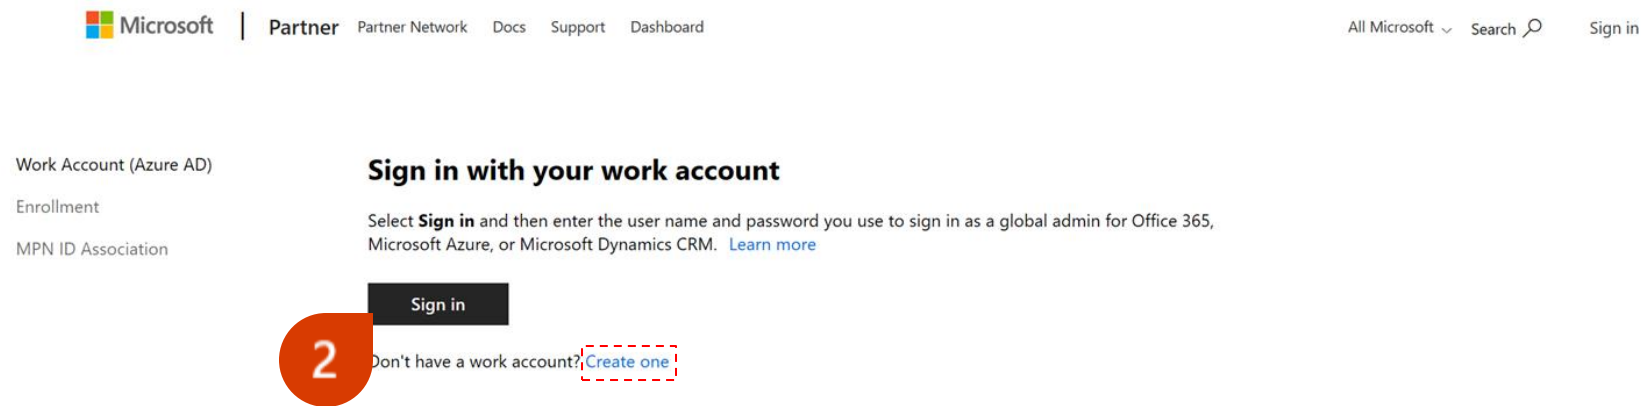 Microsoft | Partner Partner Network Docs Support Dashboard All Microsoft Search Sign in
Work Account (Azure AD)
Enrollment
MPN ID Association
Sign in with your work account
Select Sign in and then enter the user name and password you use to sign in as a global admin for Office 365,
Microsoft Azure, or Microsoft Dynamics CRM. Learn more
Sign in
2
Don't have a work account? Create one